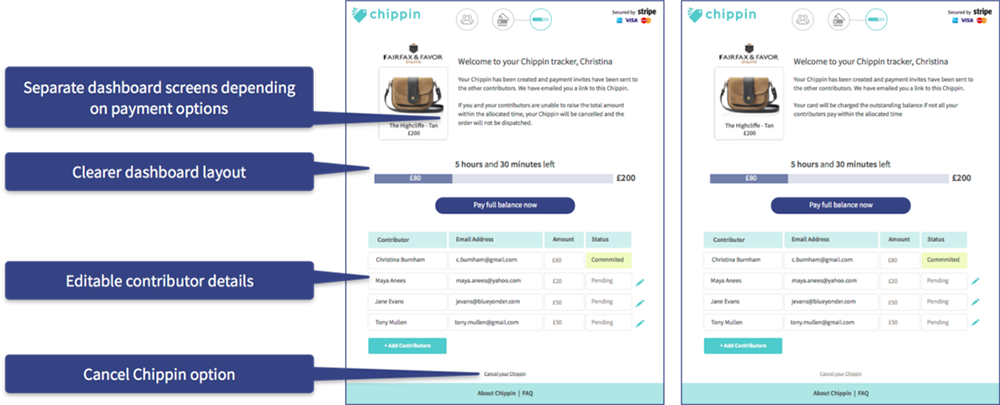 Separate dashboard screens depending
on payment options
Clearer dashboard layout
Editable contributor details
Cancel Chippin option
chippin
Secured by stripe
VISA
FAIRFAX & FAVOR
The Highcliffe - Tan
£200
Welcome to your Chippin tracker, Christina
Your Chippin has been created and payment invites have been sent to
the other contributors. We have emailed you a link to this Chippin.
If you and your contributors are unable to raise the total amount
within the allocated time, your Chippin will be cancelled and the
order will not be dispatched.
5 hours and 30 minutes left
£80 £200
Pay full balance now
Contributor Email Address Amount Status
Christina Burnham c.burnham@gmail.com £80 Commmited
Maya Anees maya.anees@yahoo.com £20 Pending
Jane Evans jevans@blueyonder.com £50 Pending
Tony Mullen tony.mullen@gmail.com £50 Pending
+ Add Contributors
Cancel your Chippin
About Chippin | FAQ
chippin
Secured by stripe
VISA
FAIRFAX & FAVOR
The Highcliffe - Tan
£200
Welcome to your Chippin tracker, Christina
Your Chippin has been created and payment invites have been sent to
the other contributors. We have emailed you a link to this Chippin.
Your card will be charged the outstanding balance if not all your
contributors pay within the allocated time
5 hours and 30 minutes left
£80 £200
Pay full balance now
Contributor Email Address Amount Status
Christina Burnham c.burnham@gmail.com £80 Commmited
Maya Anees maya.anees@yahoo.com £20 Pending
Jane Evans jevans@blueyonder.com £50 Pending
Tony Mullen tony.mullen@gmail.com £50 Pending
+ Add Contributors
Cancel your Chippin
About Chippin | FAQ